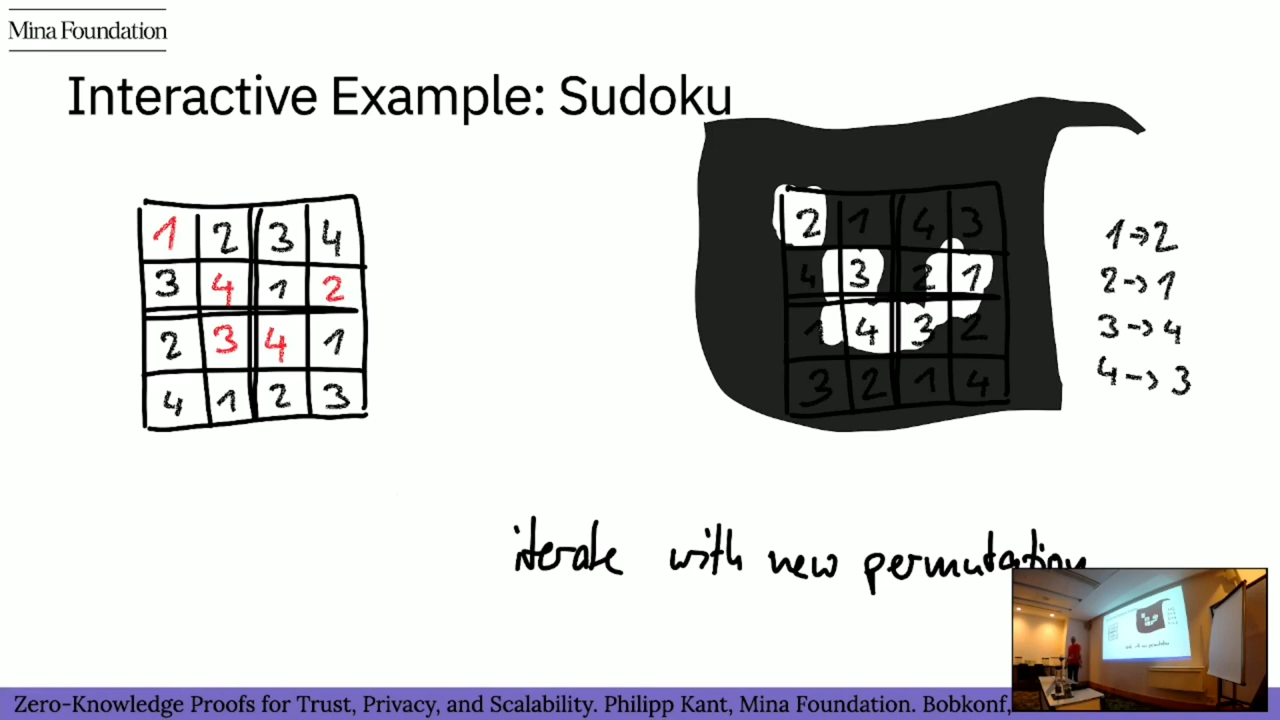 Mina Foundation
Interactive Example: Sudoku
1 2 3 4
3 4 1 2
2 3 4 1
4 1 2 3
2 1 4 3
4 3 2 1
1 4 3 2
3 2 1 4
1→2
2→1
3→4
4→3
iterate with new permutation
Zero-Knowledge Proofs for Trust, Privacy, and Scalability. Philipp Kant, Mina Foundation. Bobkonf,